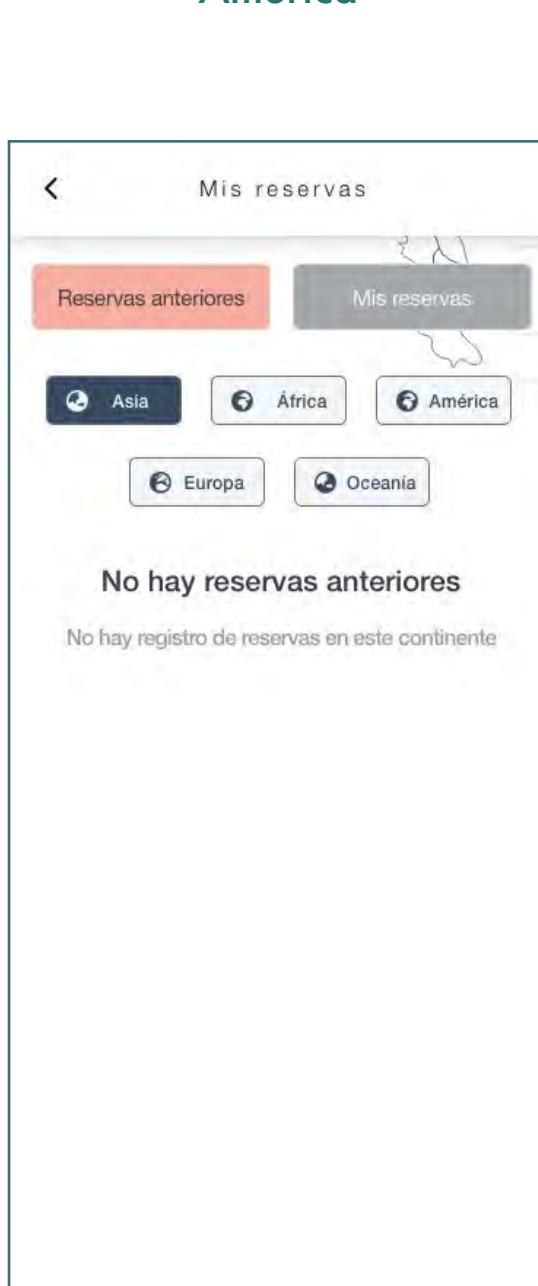 América
Mis reservas
Reservas anteriores
Mis reservas
Asia
África
América
Europa
Oceanía
No hay reservas anteriores
No hay registro de reservas en este continente